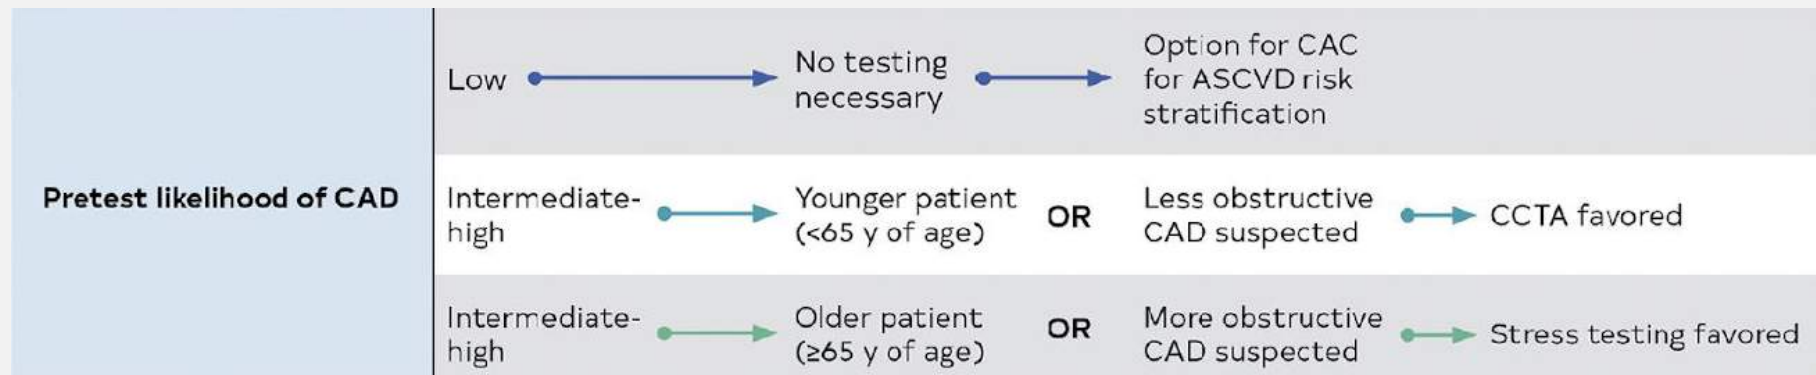 Pretest likelihood of CAD
Low
No testing
necessary
Option for CAC
for ASCVD risk
stratification
Intermediate-
high
Younger patient
(<65 y of age)
OR
Less obstructive
CAD suspected
CCTA favored
Intermediate-
high
Older patient
(≥65 y of age)
OR
More obstructive
CAD suspected
Stress testing favored